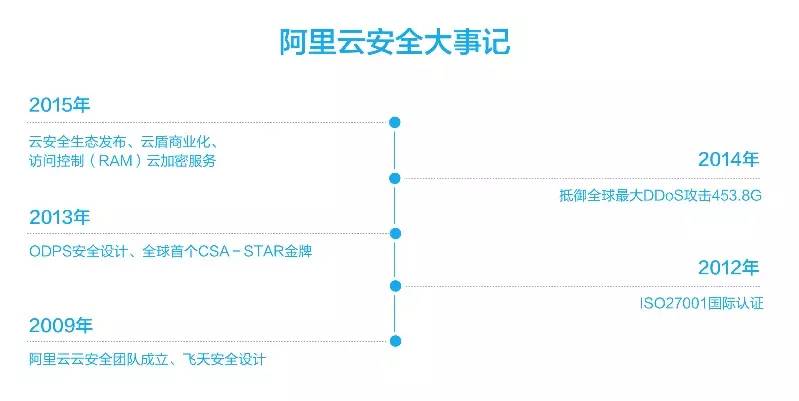 阿里云安全大事记
2015年
云安全生态发布、云盾商业化、
访问控制（RAM）云加密服务
2014年
抵御全球最大DDoS攻击453.8G
2013年
ODPS安全设计、全球首个CSA-STAR金牌
2012年
ISO27001国际认证
2009年
阿里云云安全团队成立、飞天安全设计